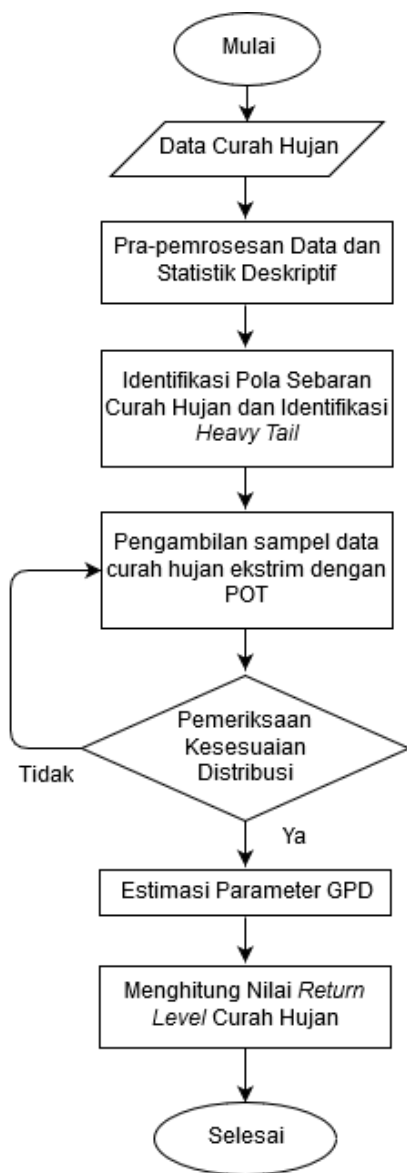 Mulai
Data Curah Hujan
Pra-pemrosesan Data dan
Statistik Deskriptif
Identifikasi Pola Sebaran
Curah Hujan dan Identifikasi
Heavy Tail
Pengambilan sampel data
curah hujan ekstrim dengan
POT
Pemeriksaan
Kesesuaian
Distribusi
Tidak
Ya
Estimasi Parameter GPD
Menghitung Nilai Return
Level Curah Hujan
Selesai